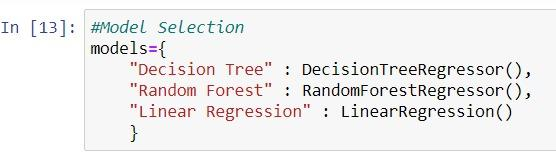 In [13]: #Model Selection
models={
"Decision Tree" : DecisionTreeRegressor(),
"Random Forest" : RandomForestRegressor(),
"Linear Regression" : LinearRegression()
}